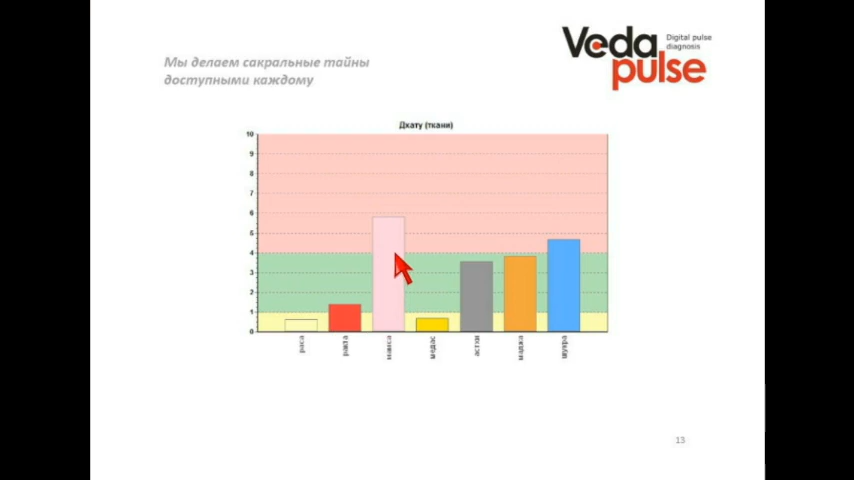 Veda
pulse
Digital pulse
diagnosis
Мы делаем сакральные тайны
доступными каждому
Дхату (ткани)
10
9
8
7
6
5
4
3
2
1
0
раса
ракта
мамса
медас
астхи
маджа
шукра
13